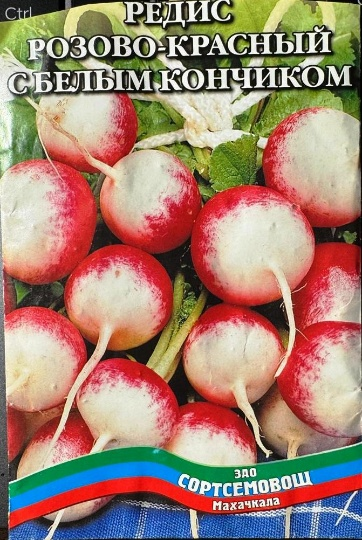 Ctrl
РЕДИС
РОЗОВО-КРАСНЫЙ
С БЕЛЫМ КОНЧИКОМ
ЗАО
СОРТСЕМОВОЩ
Махачкала